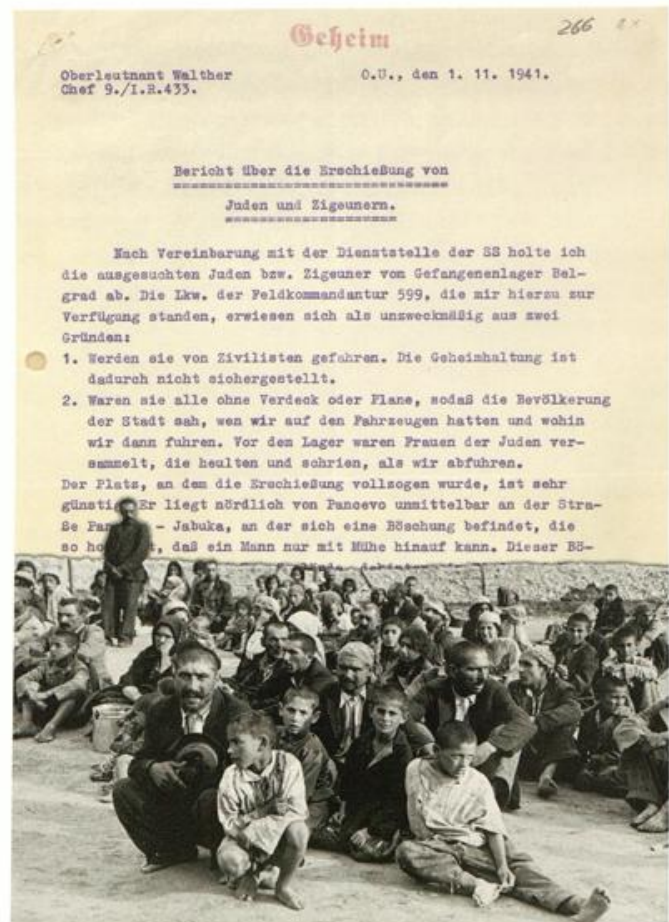 Geheim
266
Oberleutnant Walther
O.U., den 1. 11. 1941.
Chef 9./I.R.433.
Bericht über die Erschießung von
Juden und Zigeunern.
Nach Vereinbarung mit der Dienststelle der SS holte ich
die ausgesuchten Juden bzw. Zigeuner vom Gefangenenlager Bel-
grad ab. Die Lkw. der Feldkommandantur 599, die mir hierzu zur
Verfügung standen, erwiesen sich als unzweckmäßig aus zwei
Gründen:
1. Werden sie von Zivilisten gefahren. Die Geheimhaltung ist
dadurch nicht sichergestellt.
2. Waren sie alle ohne Verdeck oder Plane, sodaß die Bevölkerung
der Stadt sah, wen wir auf den Fahrzeugen hatten und wohin
wir dann fuhren. Vor dem Lager waren Frauen der Juden ver-
sammelt, die heulten und schrien, als wir abfuhren.
Der Platz, an dem die Erschießung vollzogen wurde, ist sehr
Er liegt nördlich von Pancevo unmittelbar an der Stra-
ße - Jabuka, an der sich eine Böschung befindet, die
so daß ein Mann nur mit Mühe hinauf kann. Dieser Bö-